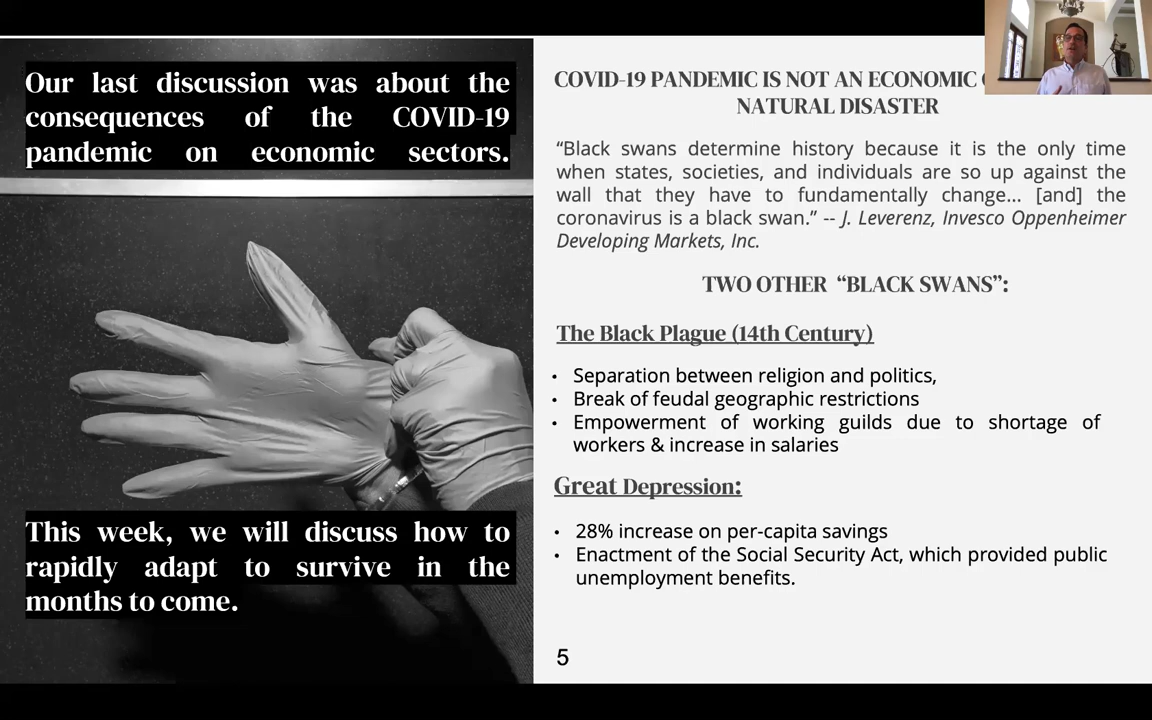 Our last discussion was about the
consequences of the COVID-19
pandemic on economic sectors.
This week, we will discuss how to
rapidly adapt to survive in the
months to come.
COVID-19 PANDEMIC IS NOT AN ECONOMIC
NATURAL DISASTER
“Black swans determine history because it is the only time
when states, societies, and individuals are so up against the
wall that they have to fundamentally change... [and] the
coronavirus is a black swan.” -- J. Leverenz, Invesco Oppenheimer
Developing Markets, Inc.
TWO OTHER “BLACK SWANS”:
The Black Plague (14th Century)
• Separation between religion and politics,
• Break of feudal geographic restrictions
• Empowerment of working guilds due to shortage of
workers & increase in salaries
Great Depression:
• 28% increase on per-capita savings
• Enactment of the Social Security Act, which provided public
unemployment benefits.
5